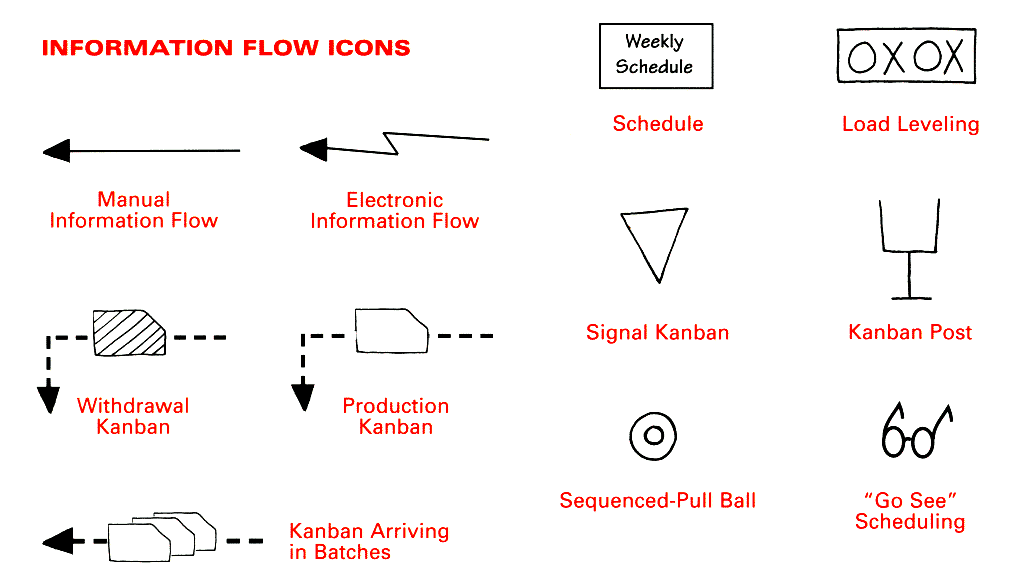 INFORMATION FLOW ICONS
Weekly
Schedule
Schedule
OXOX
Load Leveling
Manual
Information Flow
Electronic
Information Flow
Signal Kanban
Kanban Post
Withdrawal
Kanban
Production
Kanban
Sequenced-Pull Ball
“Go See”
Scheduling
Kanban Arriving
in Batches